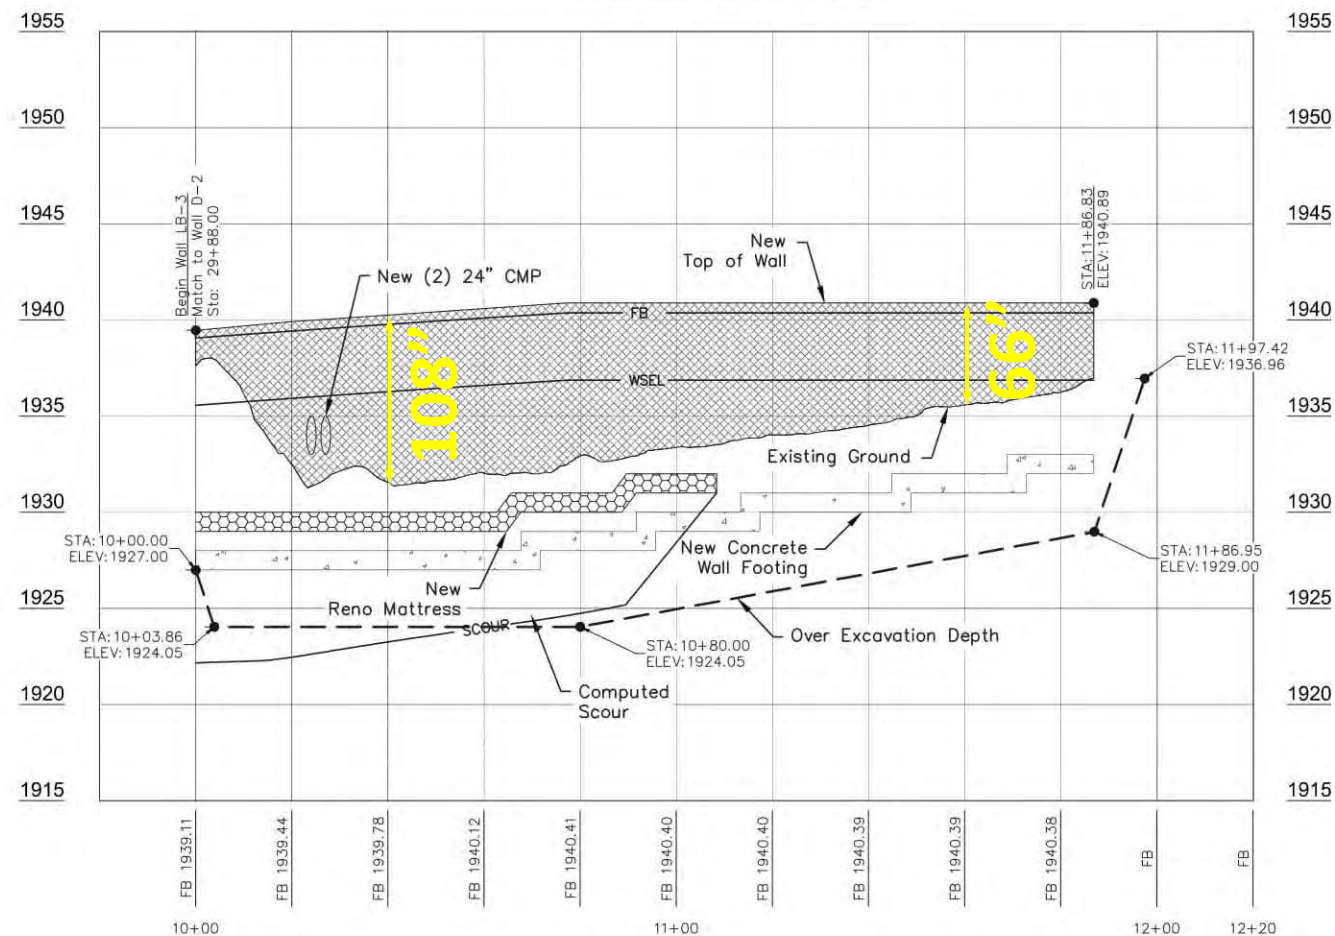 1955
1950
1945
1940
1935
1930
1925
1920
1915
1955
1950
1945
1940
1935
1930
1925
1920
1915
Begin Wall LB-3
Match to Wall D-2
Sta: 29+88.00
New (2) 24" CMP
New
Top of Wall
STA:11+86.83
ELEV:1940.89
FB
WSEL
108"
66"
STA:11+97.42
ELEV:1936.96
Existing Ground
STA:10+00.00
ELEV:1927.00
New Concrete
Wall Footing
STA:11+86.95
ELEV:1929.00
New
Reno Mattress
STA:10+03.86
ELEV:1924.05
SCOUR
STA:10+80.00
ELEV:1924.05
Over Excavation Depth
Computed
Scour
FB 1939.11
FB 1939.44
FB 1939.78
FB 1940.12
FB 1940.41
FB 1940.40
FB 1940.40
FB 1940.39
FB 1940.39
FB 1940.38
FB
FB
10+00
11+00
12+00
12+20